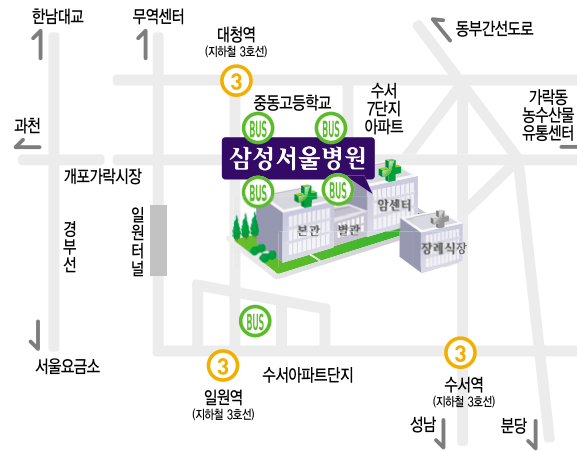 한남대교
무역센터
대청역
(지하철 3호선)
동부간선도로
3
중동고등학교
수서
7단지
아파트
가락동
농수산물
유통센터
과천
BUS
BUS
삼성서울병원
개포가락시장
BUS
BUS
암센터
본관
별관
장례식장
경부선
일원터널
BUS
서울요금소
3
일원역
(지하철 3호선)
수서아파트단지
3
수서역
(지하철 3호선)
성남
분당